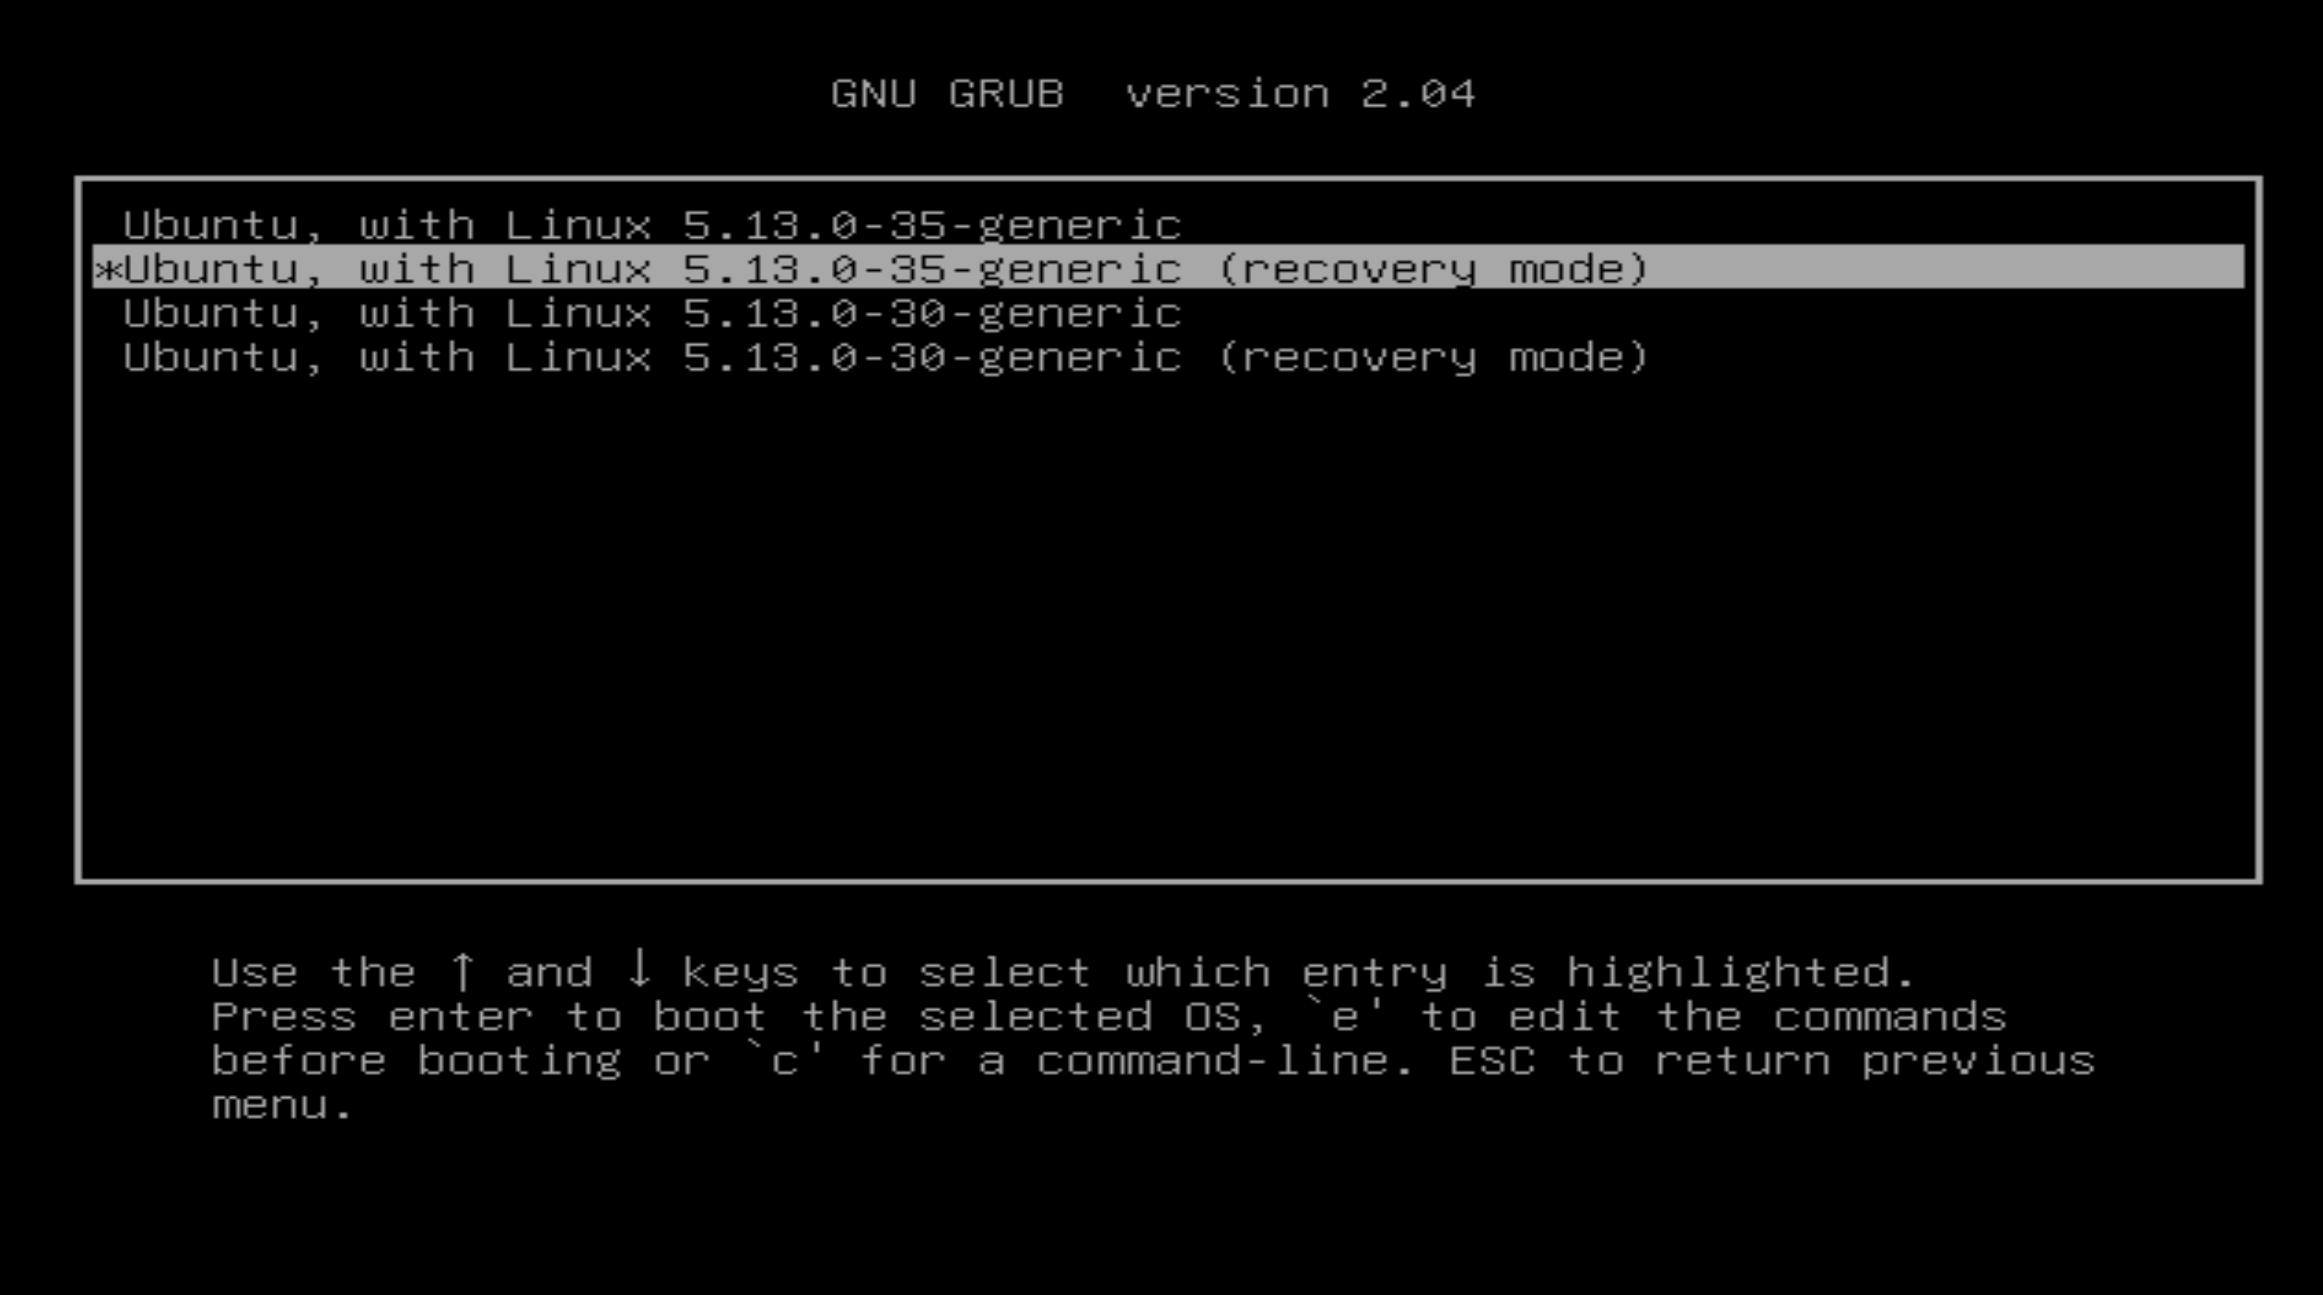 GNU GRUB  version 2.04
Ubuntu, with Linux 5.13.0-35-generic
*Ubuntu, with Linux 5.13.0-35-generic (recovery mode)
Ubuntu, with Linux 5.13.0-30-generic
Ubuntu, with Linux 5.13.0-30-generic (recovery mode)
Use the ↑ and ↓ keys to select which entry is highlighted.
Press enter to boot the selected OS, `e' to edit the commands
before booting or `c' for a command-line. ESC to return previous
menu.